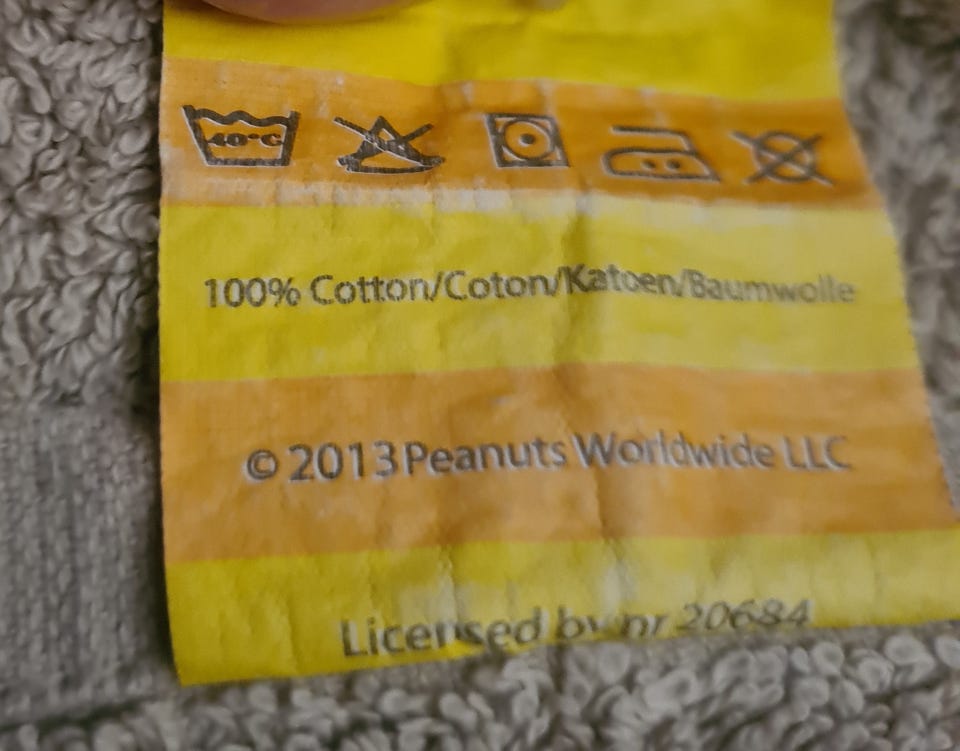 40°C
100% Cotton/Coton/Katoen/Baumwolle
© 2013 Peanuts Worldwide LLC
Licensed by nr 20684